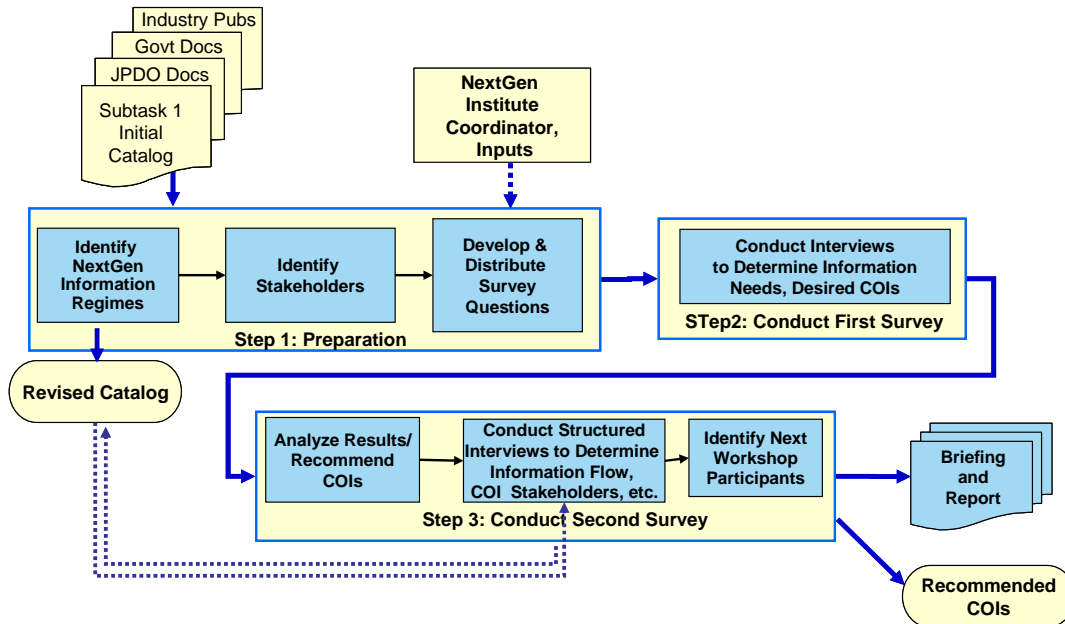 Industry Pubs
Govt Docs
JPDO Docs
Subtask 1
Initial
Catalog
NextGen
Institute
Coordinator,
Inputs
Identify
NextGen
Information
Regimes
Identify
Stakeholders
Develop &
Distribute
Survey
Questions
Step 1: Preparation
Conduct Interviews
to Determine Information
Needs, Desired COIs
STep2: Conduct First Survey
Revised Catalog
Analyze Results/
Recommend
COIs
Conduct Structured
Interviews to Determine
Information Flow,
COI Stakeholders, etc.
Identify Next
Workshop
Participants
Step 3: Conduct Second Survey
Briefing
and
Report
Recommended
COIs